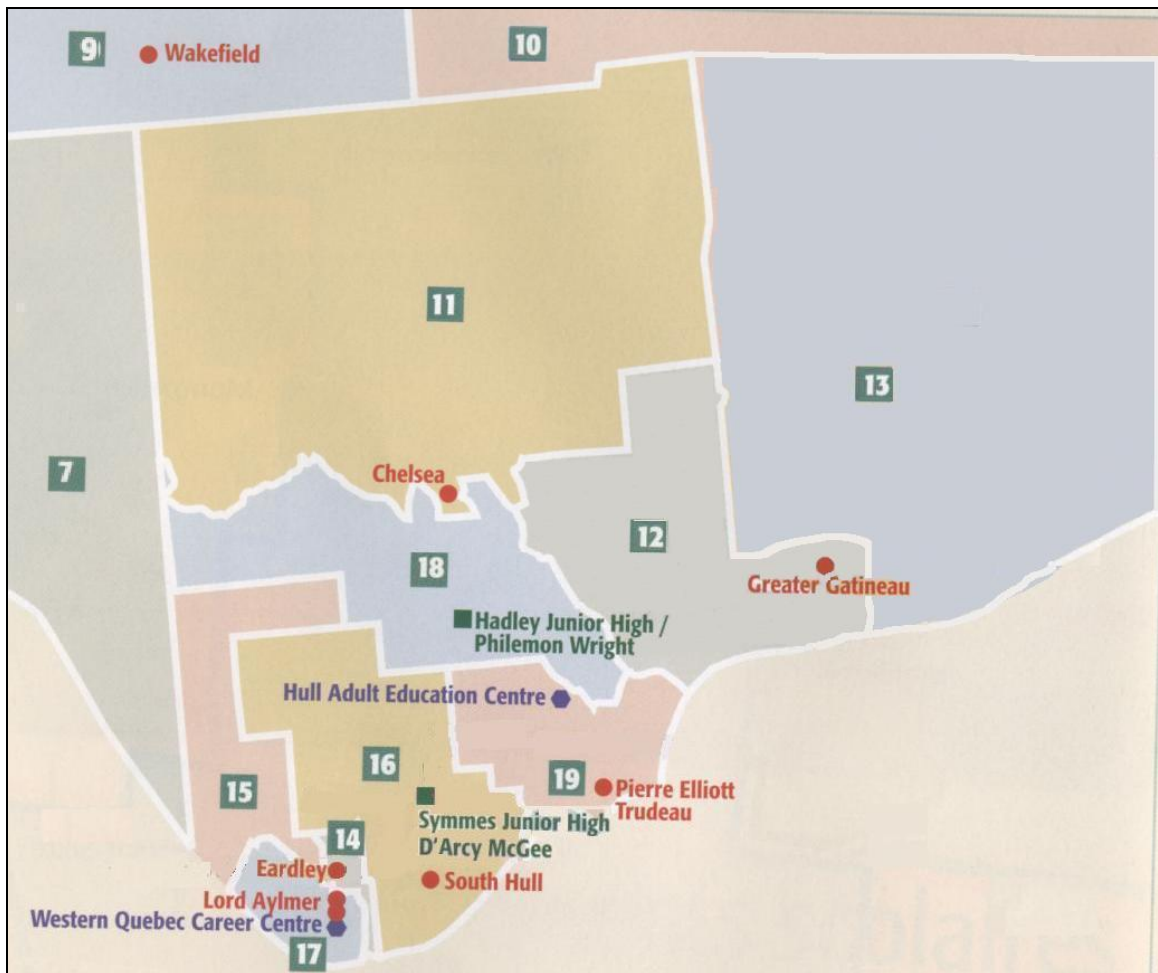 9
Wakefield
10
11
13
7
Chelsea
12
18
Greater Gatineau
Hadley Junior High /
Philemon Wright
Hull Adult Education Centre
16
19
15
Pierre Elliott
Trudeau
Symmes Junior High
D'Arcy McGee
14
Eardley
South Hull
Lord Aylmer
Western Quebec Career Centre
17